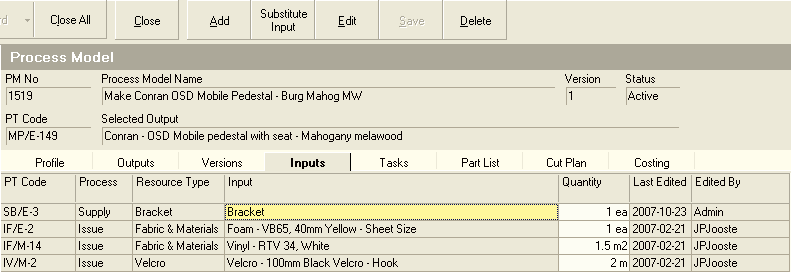 d Close All Close Add Substitute Input Edit Save Delete
Process Model
PM No Process Model Name Version Status
1519 Make Conran OSD Mobile Pedestal - Burg Mahog MW 1 Active
PT Code Selected Output
MP/E-149 Conran - OSD Mobile pedestal with seat - Mahogany melawood
Profile Outputs Versions Inputs Tasks Part List Cut Plan Costing
PT Code Process Resource Type Input Quantity Last Edited Edited By
SB/E-3 Supply Bracket Bracket 1 ea 2007-10-23 Admin
IF/E-2 Issue Fabric & Materials Foam - VB65, 40mm Yellow - Sheet Size 1 ea 2007-02-21 JPJooste
IF/M-14 Issue Fabric & Materials Vinyl - RTV 34, White 1.5 m2 2007-02-21 JPJooste
IV/M-2 Issue Velcro Velcro - 100mm Black Velcro - Hook 2 m 2007-02-21 JPJooste